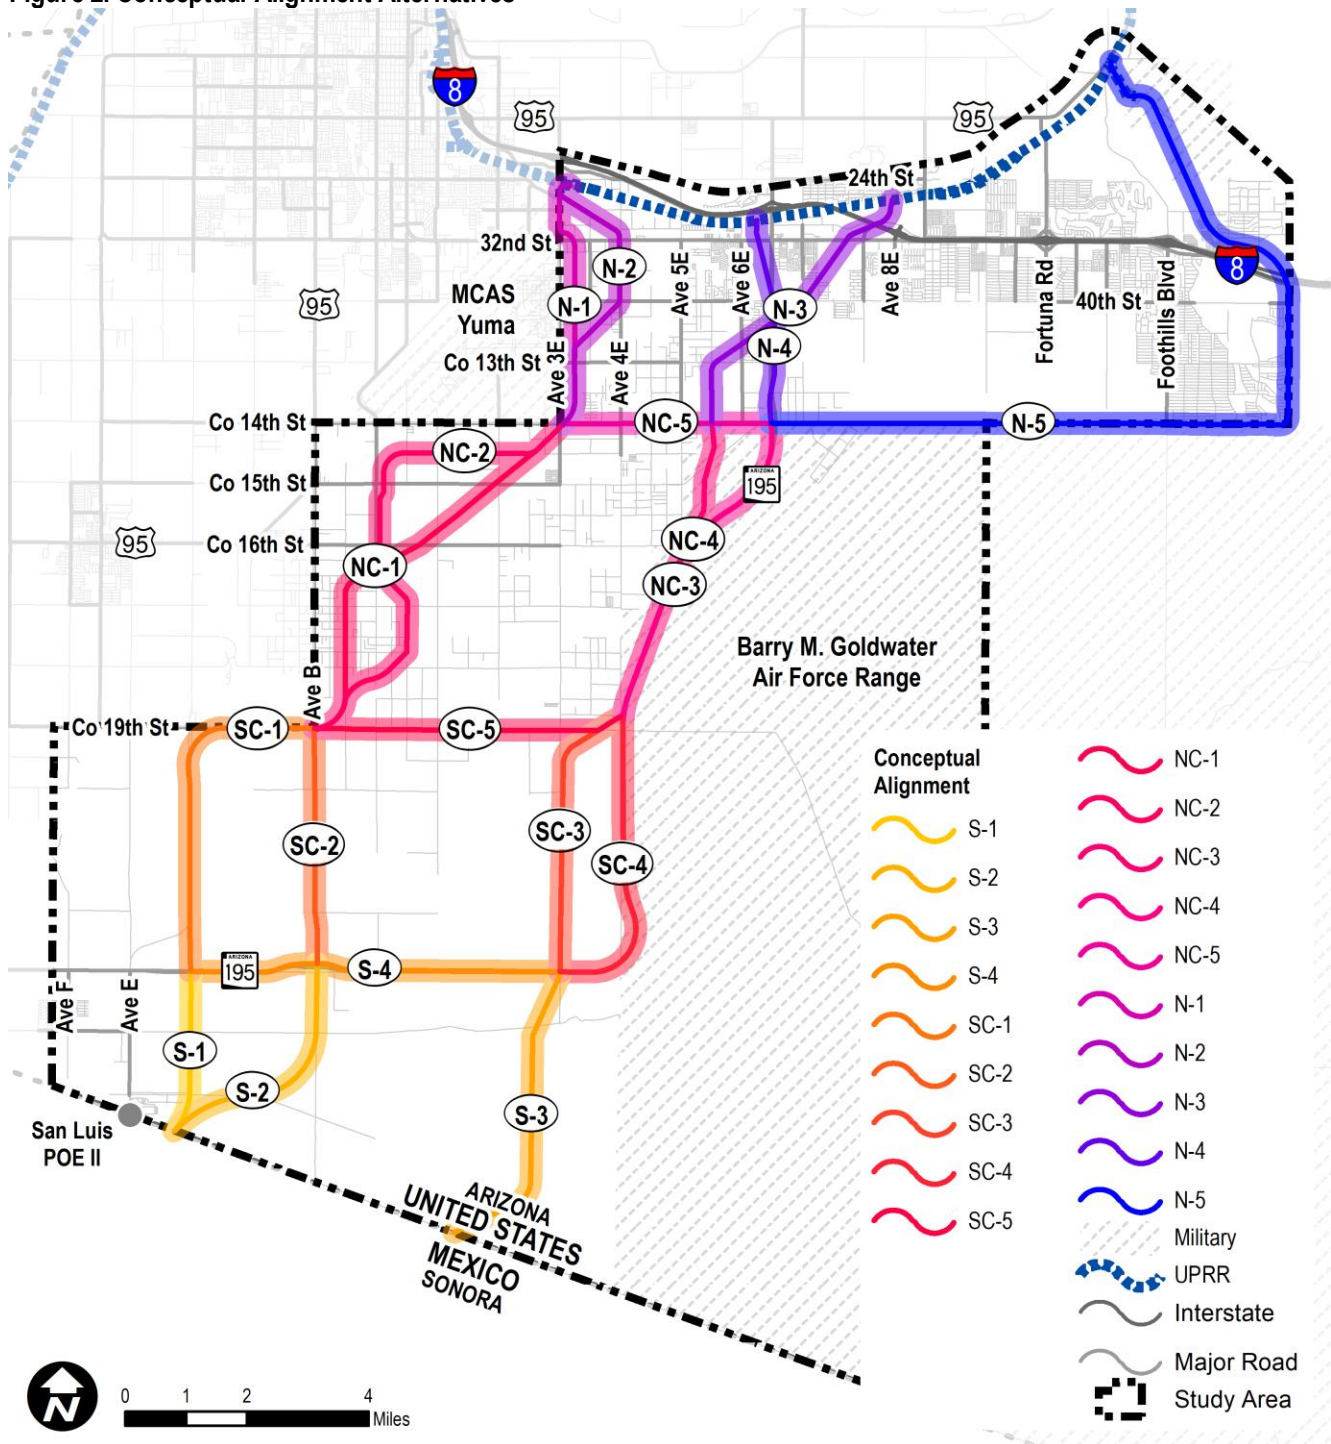 Figure 2. Conceptual Alignment Alternatives
8
95
95
24th St
32nd St
N-2
Ave 5E
Ave 6E
Ave 8E
8
95
MCAS
Yuma
N-1
N-3
Fortuna Rd
40th St
Foothills Blvd
Co 13th St
Ave 3E
Ave 4E
N-4
Co 14th St
NC-5
N-5
NC-2
Co 15th St
ARIZONA
195
95
Co 16th St
NC-4
NC-1
NC-3
Barry M. Goldwater
Air Force Range
Ave B
Co 19th St
SC-1
SC-5
SC-3
SC-2
SC-4
ARIZONA
195
S-4
Ave F
Ave E
S-1
S-2
S-3
San Luis
POE II
ARIZONA
UNITED STATES
MEXICO
SONORA
Conceptual
Alignment
S-1
S-2
S-3
S-4
SC-1
SC-2
SC-3
SC-4
SC-5
NC-1
NC-2
NC-3
NC-4
NC-5
N-1
N-2
N-3
N-4
N-5
Military
UPRR
Interstate
Major Road
Study Area
N
0 1 2 4
Miles